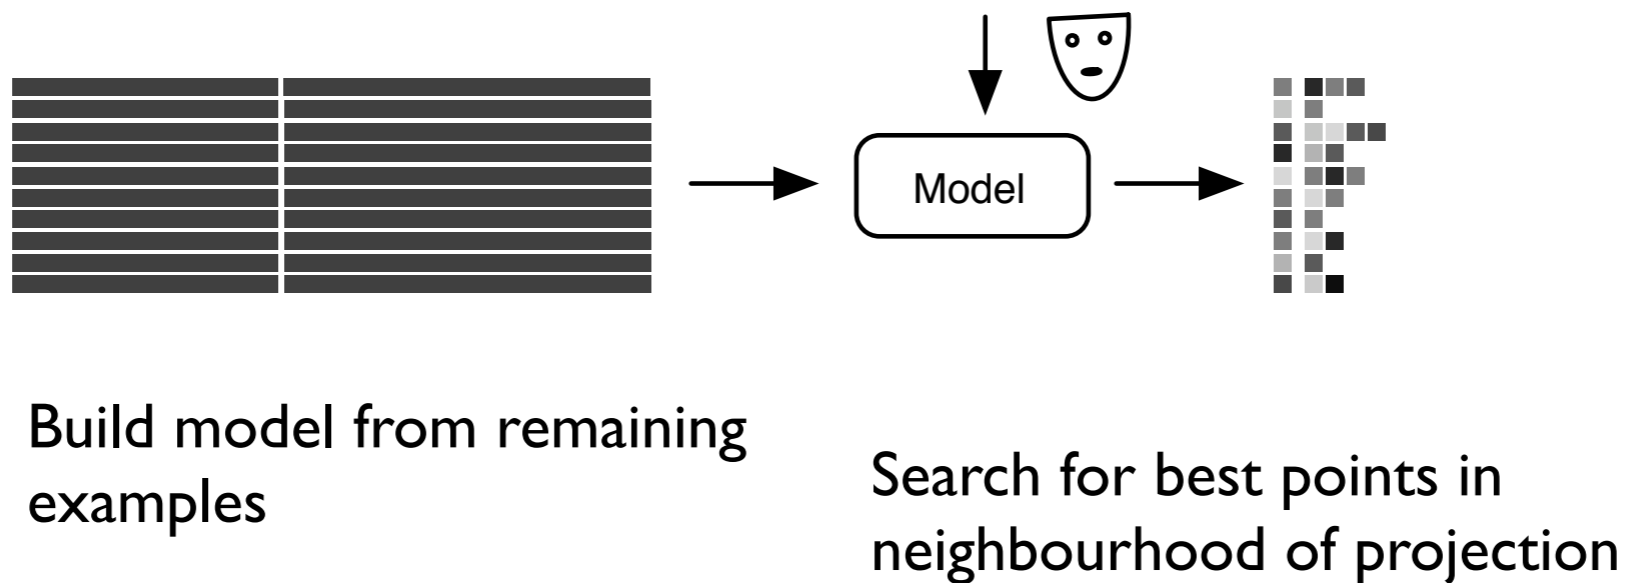 Model
Build model from remaining
examples
Search for best points in
neighbourhood of projection